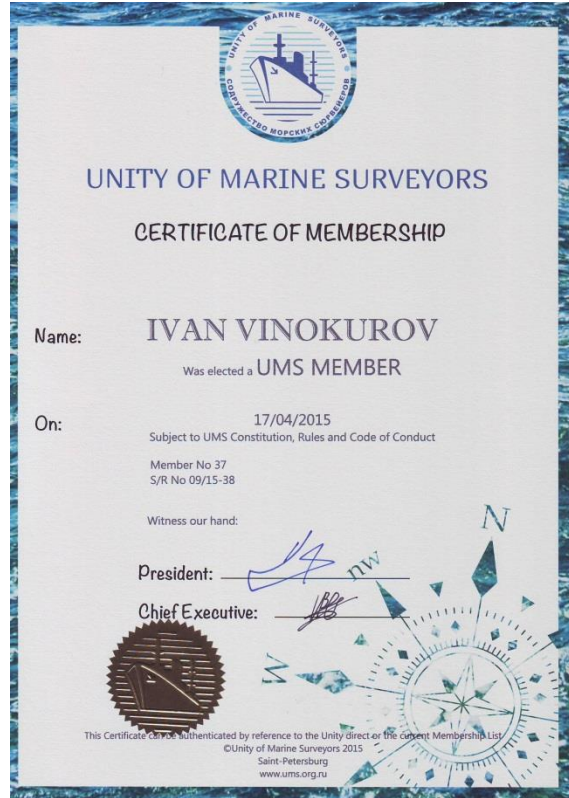 UNITY OF MARINE SURVEYORS
СОДРУЖЕСТВО МОРСКИХ СЮРВЕЙЕРОВ
UNITY OF MARINE SURVEYORS
CERTIFICATE OF MEMBERSHIP
Name: IVAN VINOKUROV
Was elected a UMS MEMBER
On: 17/04/2015
Subject to UMS Constitution, Rules and Code of Conduct
Member No 37
S/R No 09/15-38
Witness our hand:
President:
Chief Executive:
N
nw
W
This Certificate can be authenticated by reference to the Unity direct or the current Membership List
©Unity of Marine Surveyors 2015
Saint-Petersburg
www.ums.org.ru